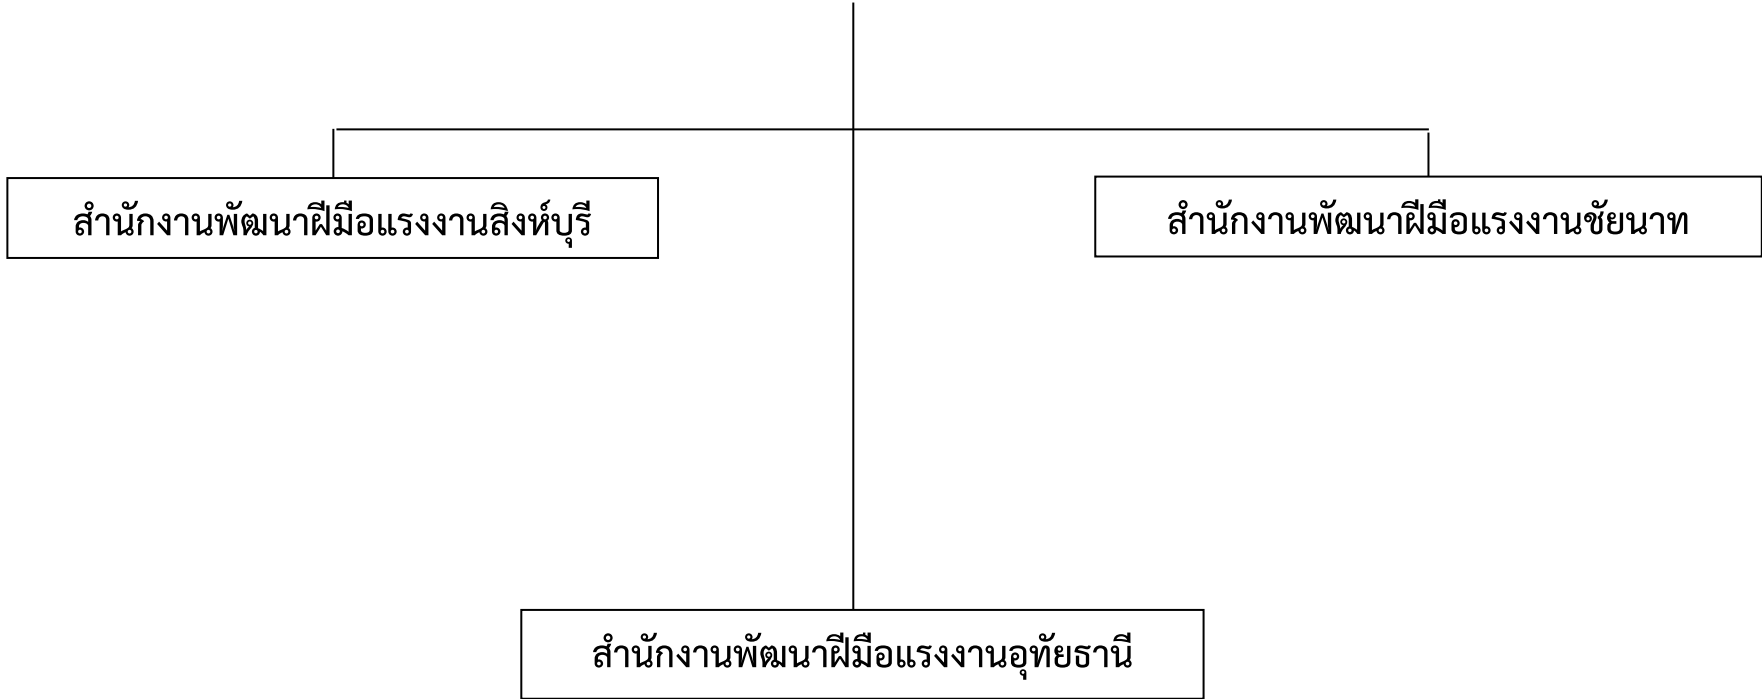 สำนักงานพัฒนาฝีมือแรงงานสิงห์บุรี
สำนักงานพัฒนาฝีมือแรงงานชัยนาท
สำนักงานพัฒนาฝีมือแรงงานอุทัยธานี